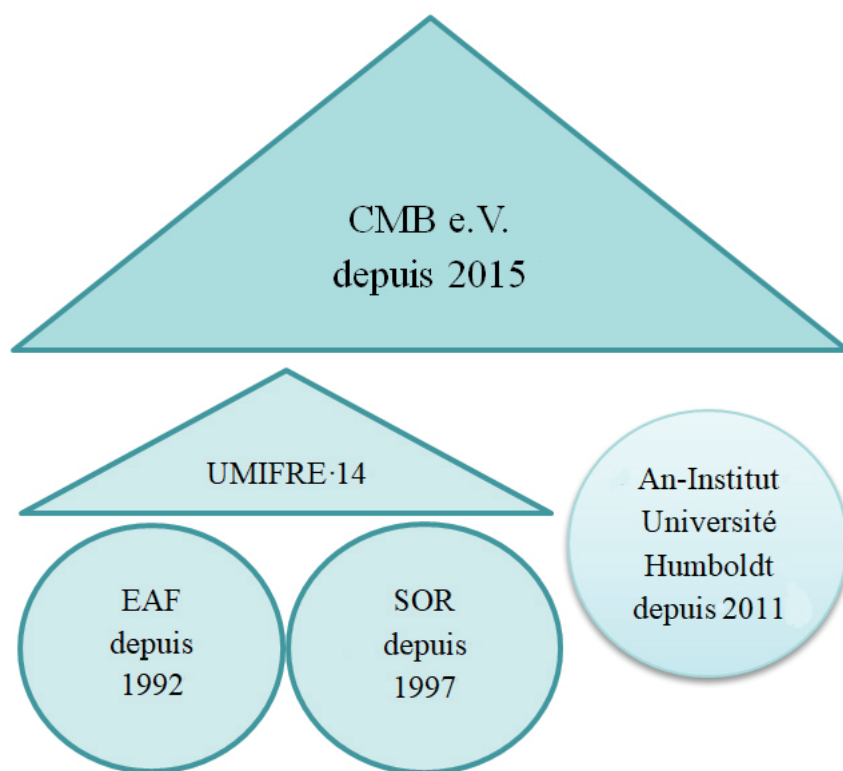 CMB e.V.
depuis 2015
UMIFRE·14
An-Institut
Université
Humboldt
depuis 2011
EAF
depuis
1992
SOR
depuis
1997